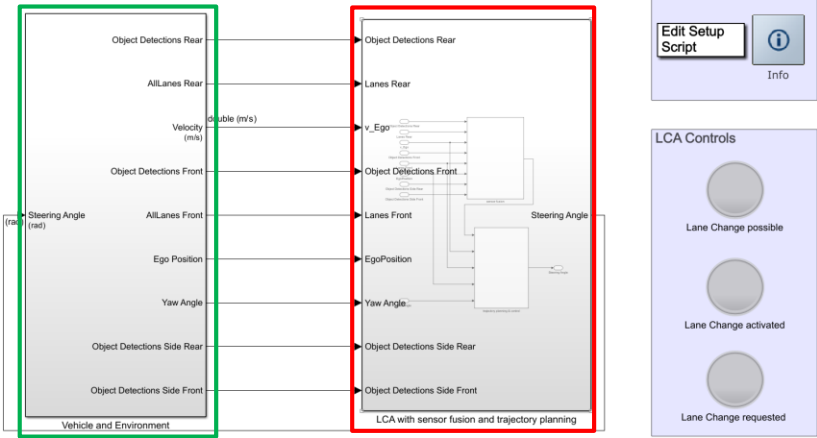 Object Detections Rear
AllLanes Rear
Velocity
(m/s)
Object Detections Front
Steering Angle
(rad)
(rad)
AllLanes Front
Ego Position
Yaw Angle
Object Detections Side Rear
Object Detections Side Front
Vehicle and Environment
double (m/s)
Object Detections Rear
Lanes Rear
v_Ego
Object Detections Front
Lanes Front
Steering Angle
EgoPosition
Yaw Angle
Object Detections Side Rear
Object Detections Side Front
LCA with sensor fusion and trajectory planning
Edit Setup
Script
Info
LCA Controls
Lane Change possible
Lane Change activated
Lane Change requested